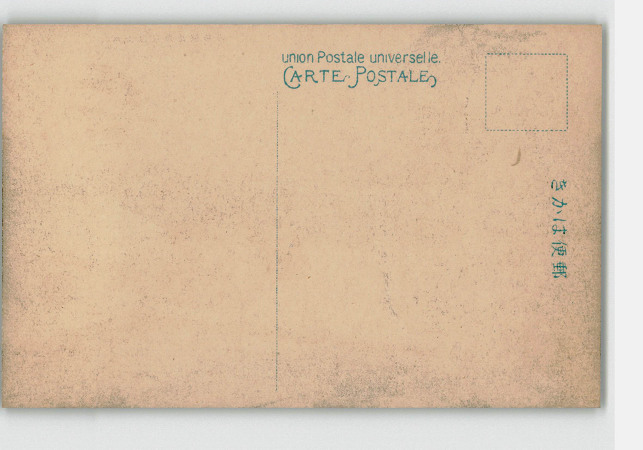 union Postale universelle.
CARTE POSTALE
郵便はかき